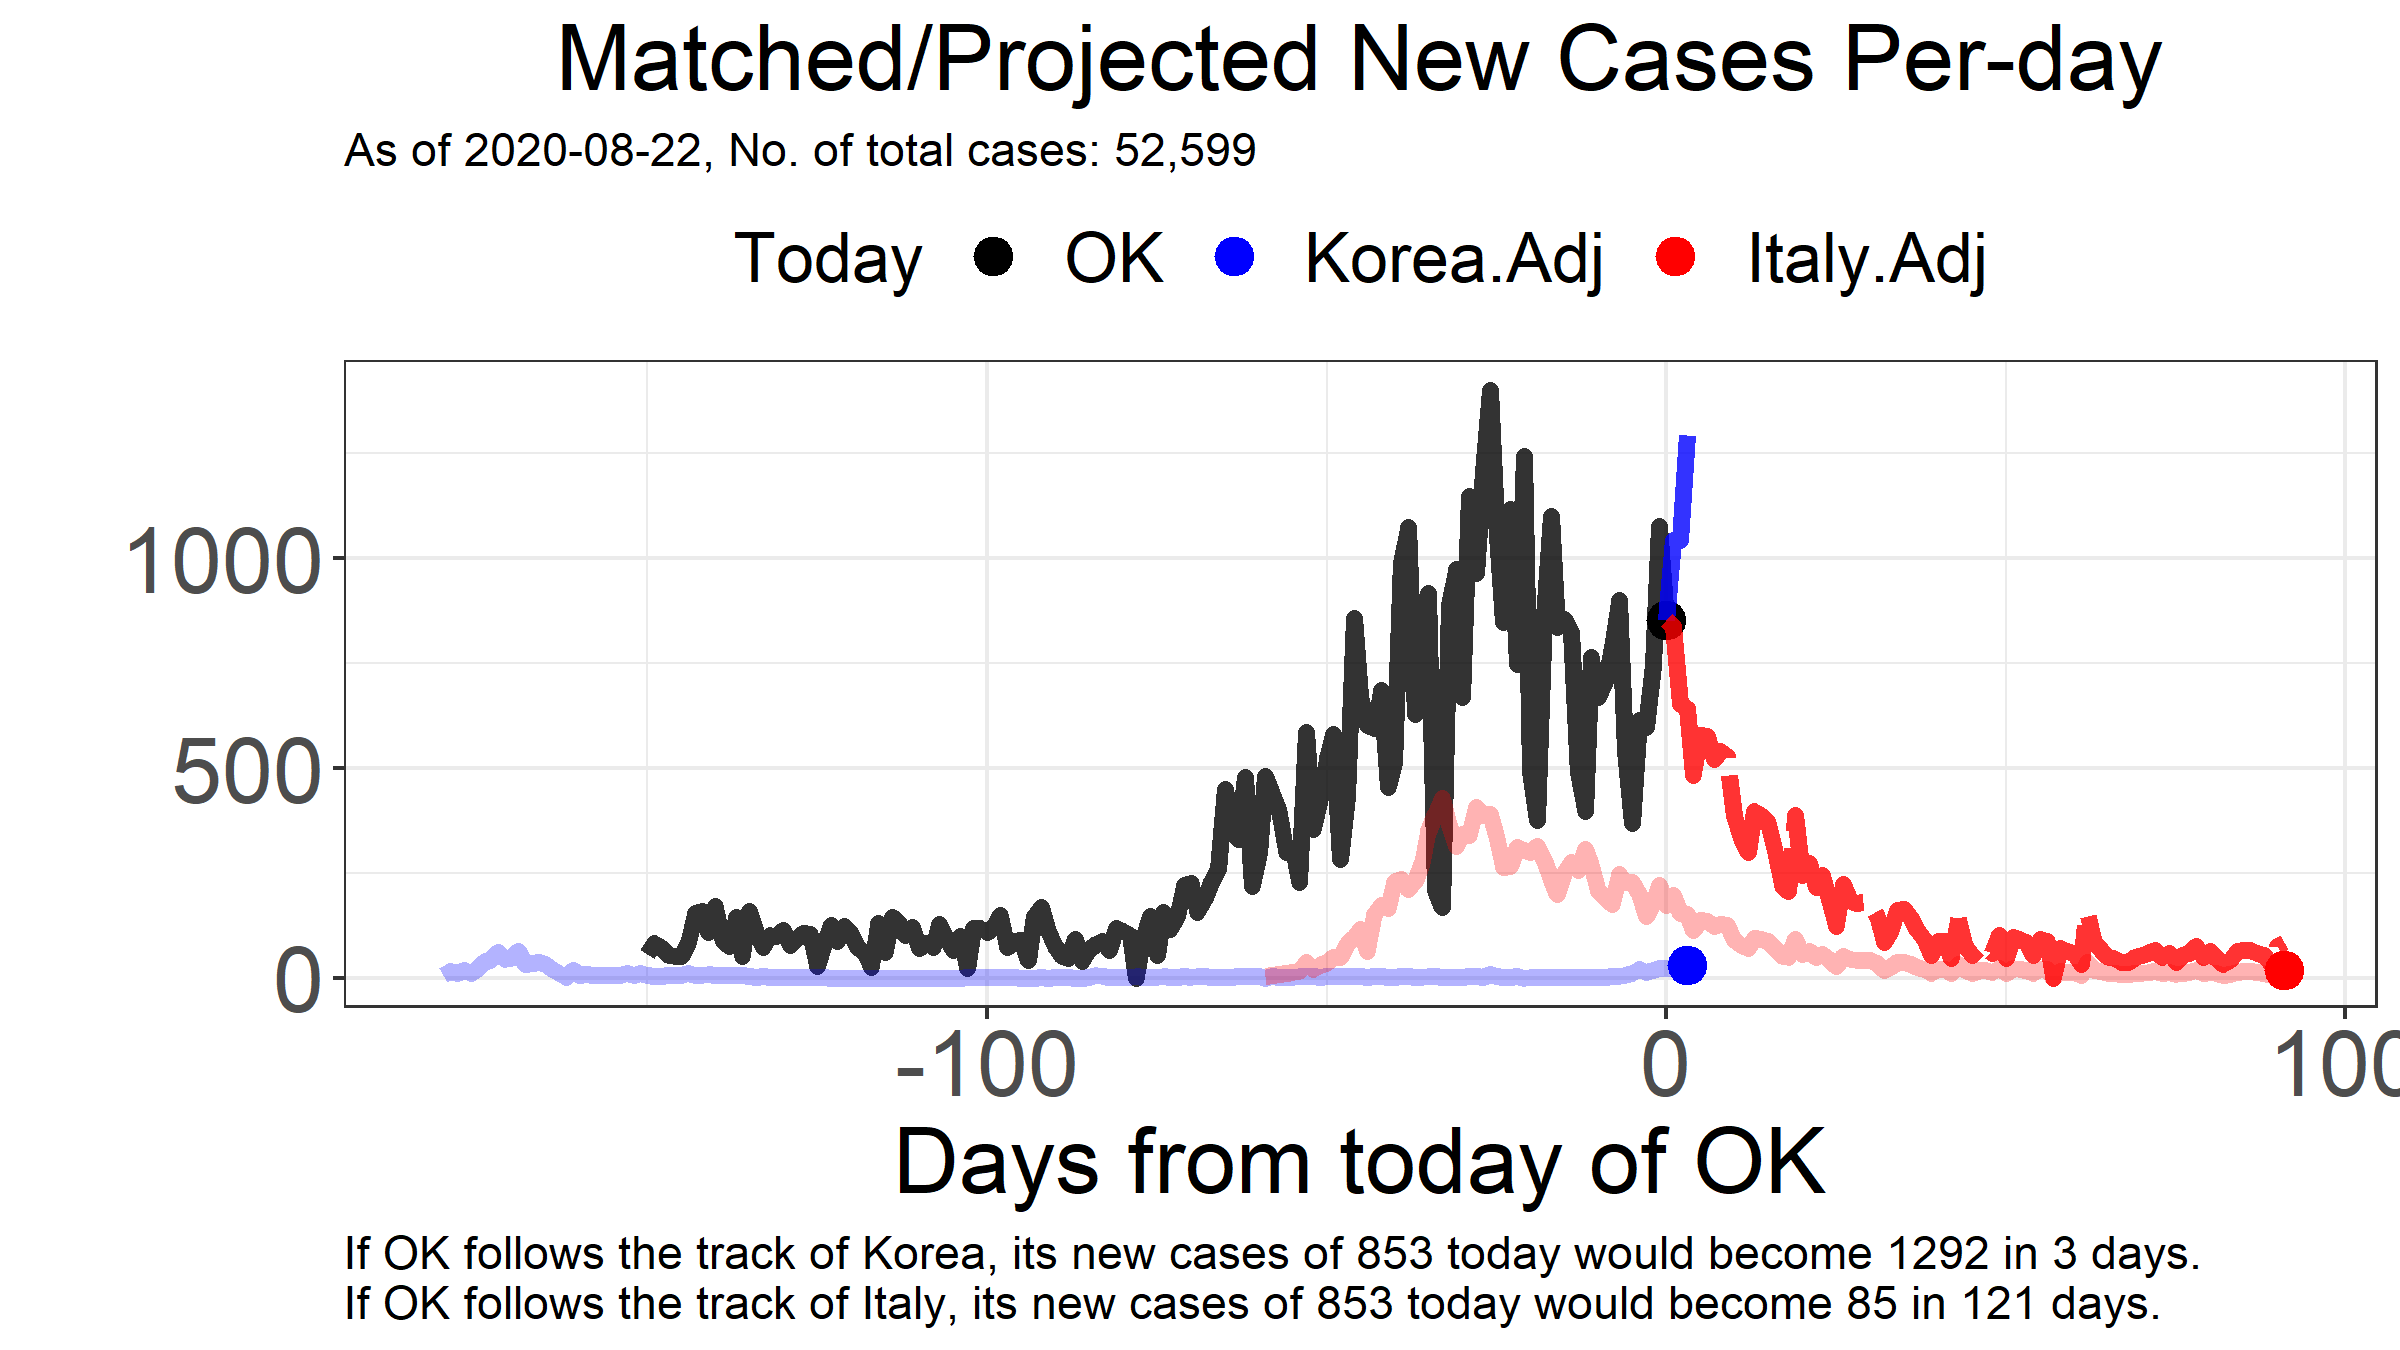 Matched/Projected New Cases Per-day
As of 2020-08-22, No. of total cases: 52,599
Today OK Korea.Adj Italy.Adj
1000
500
0
-100 0 100
Days from today of OK
If OK follows the track of Korea, its new cases of 853 today would become 1292 in 3 days.
If OK follows the track of Italy, its new cases of 853 today would become 85 in 121 days.